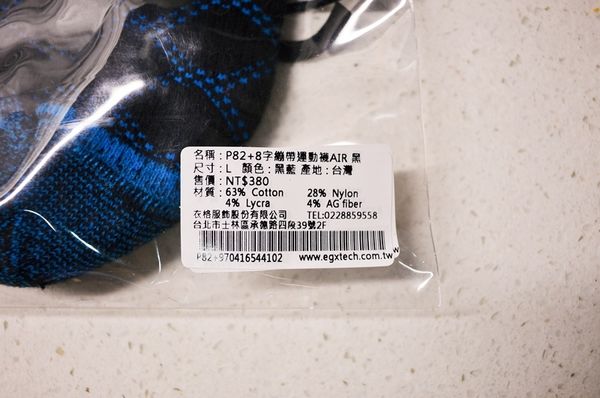 名稱：P82+8字繃帶運動襪AIR 黑
尺寸：L 顏色：黑藍 產地：台灣
售價：NT$380
材質：63% Cotton 28% Nylon
4% Lycra 4% AG fiber
衣格服飾股份有限公司 TEL:0228859558
台北市士林區承德路四段39號2F
P82+970416544102 www.egxtech.com.tw